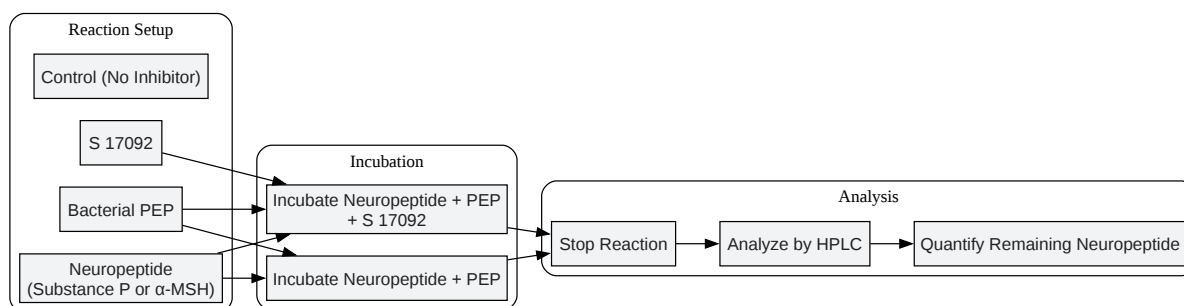 Reaction Setup
Control (No Inhibitor)
S 17092
Bacterial PEP
Neuropeptide
(Substance P or α-MSH)
Incubation
Incubate Neuropeptide + PEP
+ S 17092
Incubate Neuropeptide + PEP
Analysis
Stop Reaction
Analyze by HPLC
Quantify Remaining Neuropeptide